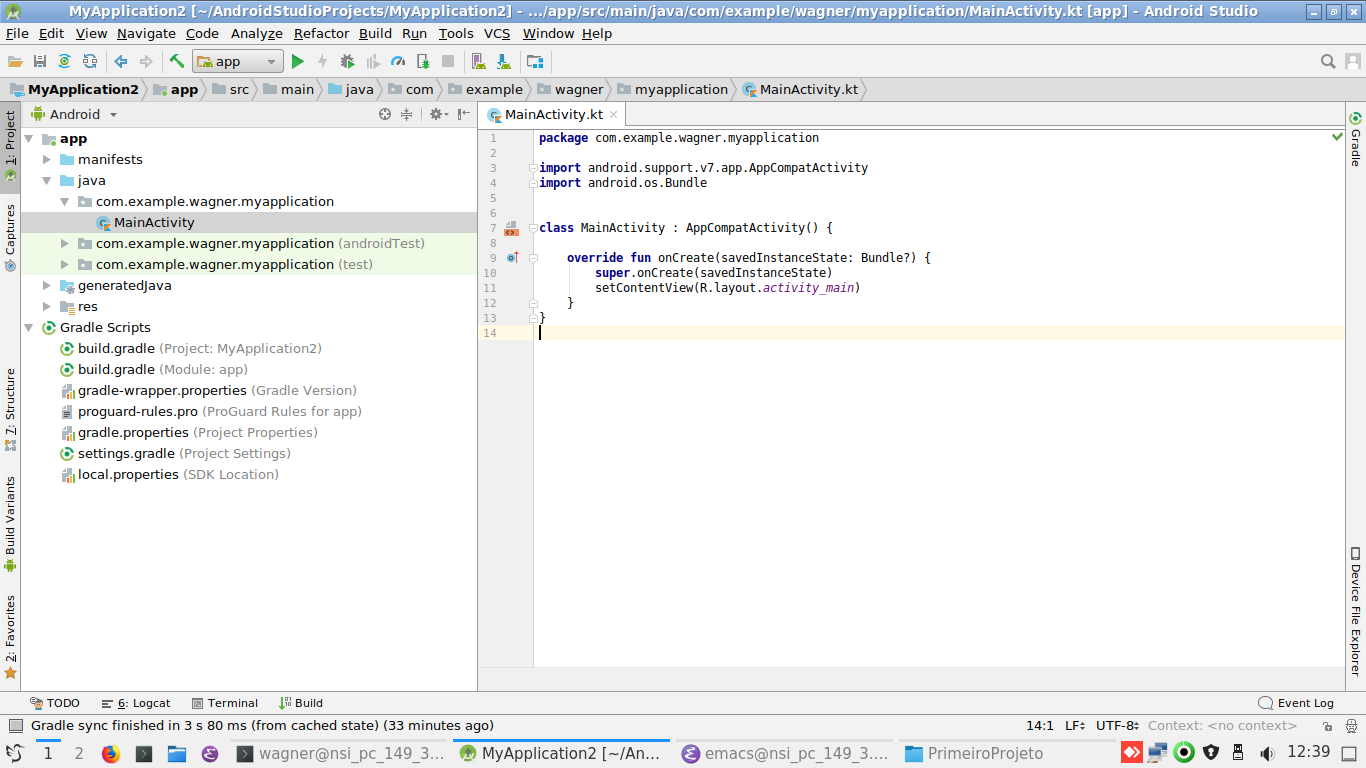 MyApplication2 [~/AndroidStudioProjects/MyApplication2] - .../app/src/main/java/com/example/wagner/myapplication/MainActivity.kt [app] - Android Studio
File Edit View Navigate Code Analyze Refactor Build Run Tools VCS Window Help
app
MyApplication2 app src main java com example wagner myapplication MainActivity.kt
1: Project
Captures
7: Structure
Build Variants
2: Favorites
Android
app
manifests
java
com.example.wagner.myapplication
MainActivity
com.example.wagner.myapplication (androidTest)
com.example.wagner.myapplication (test)
generatedJava
res
Gradle Scripts
build.gradle (Project: MyApplication2)
build.gradle (Module: app)
gradle-wrapper.properties (Gradle Version)
proguard-rules.pro (ProGuard Rules for app)
gradle.properties (Project Properties)
settings.gradle (Project Settings)
local.properties (SDK Location)
MainActivity.kt
1 package com.example.wagner.myapplication
2
3 import android.support.v7.app.AppCompatActivity
4 import android.os.Bundle
5
6
7 class MainActivity : AppCompatActivity() {
8
9 override fun onCreate(savedInstanceState: Bundle?) {
10 super.onCreate(savedInstanceState)
11 setContentView(R.layout.activity_main)
12 }
13 }
14
Gradle
Device File Explorer
TODO 6: Logcat Terminal Build Event Log
Gradle sync finished in 3 s 80 ms (from cached state) (33 minutes ago) 14:1 LF UTF-8 Context: <no context>
1 2 wagner@nsi_pc_149_3... MyApplication2 [~/An... emacs@nsi_pc_149_3.... PrimeiroProjeto 12:39